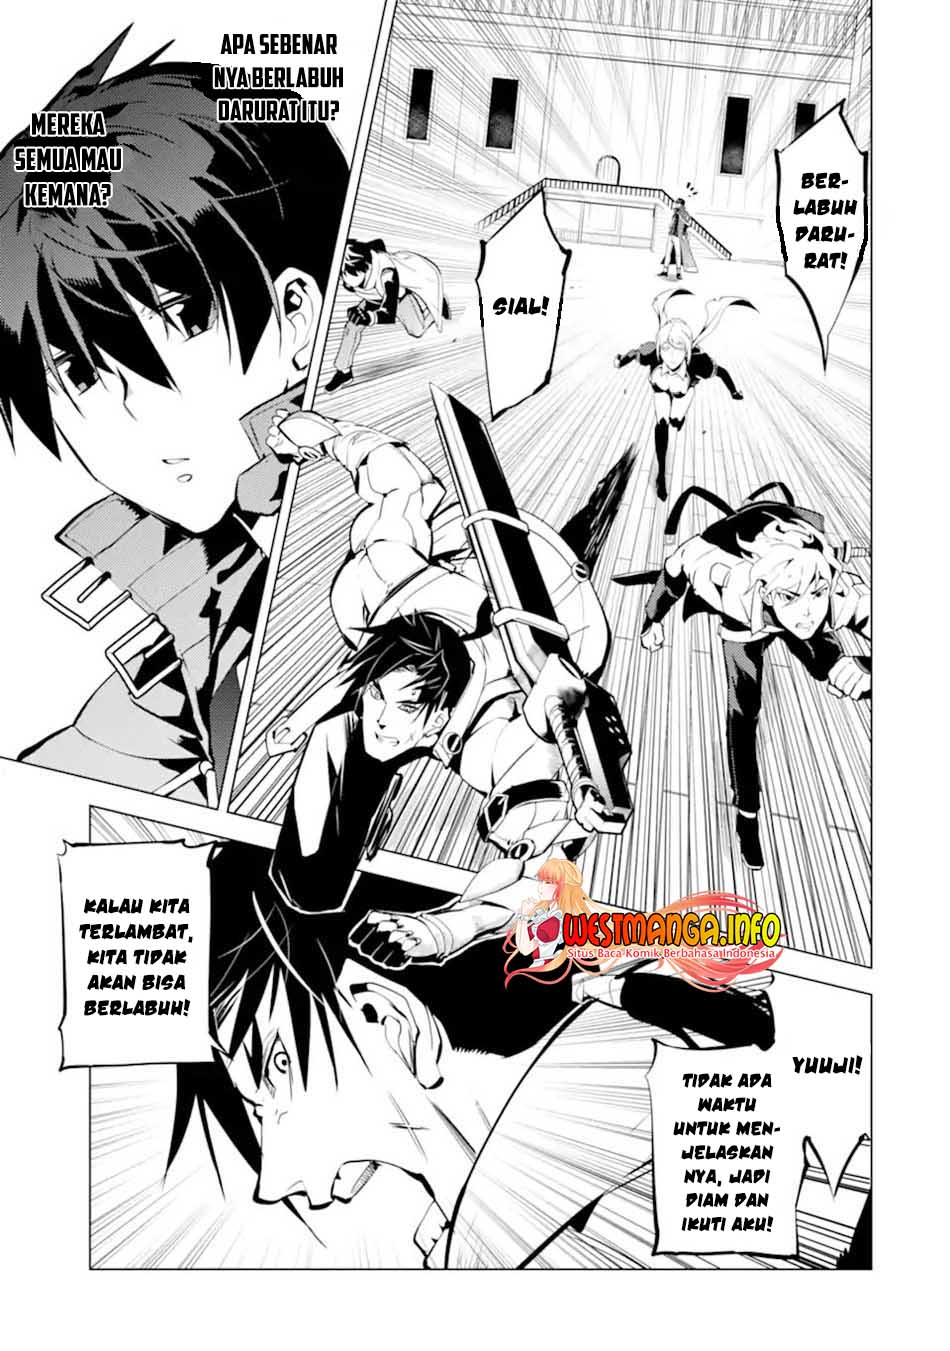 BER-
LABUH
DARU-
RAT!
SIAL!
APA SEBENAR
NYA BERLABUH
DARURAT ITU?
MEREKA
SEMUA MAU
KEMANA?
WESTMANGA.INFO
Situs Baca Komik Berbahasa Indonesia
YUUJI!
TIDAK ADA
WAKTU
UNTUK MEN-
JELASKAN
NYA, JADI
DIAM DAN
IKUTI AKU!
KALAU KITA
TERLAMBAT,
KITA TIDAK
AKAN BISA
BERLABUH!